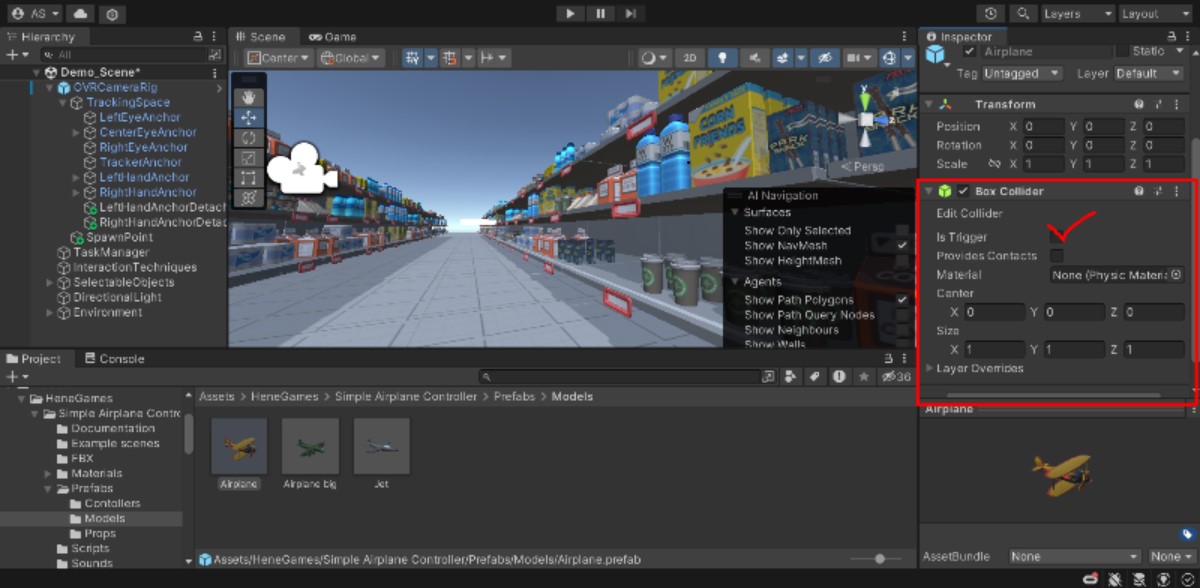 AS
Layers
Layout
Hierarchy
All
Demo_Scene*
OVRCameraRig
TrackingSpace
LeftEyeAnchor
CenterEyeAnchor
RightEyeAnchor
TrackerAnchor
LeftHandAnchor
RightHandAnchor
LeftHandAnchorDetach
RightHandAnchorDetac
SpawnPoint
TaskManager
InteractionTechniques
SelectableObjects
DirectionalLight
Environment
Scene
Game
Center
Global
2D
CORN
FRIENDS
PARK
SNACK
y
z
Persp
AI Navigation
Surfaces
Show Only Selected
Show NavMesh
Show HeightMesh
Agents
Show Path Polygons
Show Path Query Nodes
Show Neighbours
Show Walls
Inspector
Airplane
Static
Tag Untagged
Layer Default
Transform
Position X 0 Y 0 Z 0
Rotation X 0 Y 0 Z 0
Scale X 1 Y 1 Z 1
Box Collider
Edit Collider
Is Trigger
Provides Contacts
Material None (Physic Materia
Center
X 0 Y 0 Z 0
Size
X 1 Y 1 Z 1
Layer Overrides
Airplane
AssetBundle None None
Project
Console
36
HeneGames
Simple Airplane Contro
Documentation
Example scenes
FBX
Materials
Prefabs
Contollers
Models
Props
Scripts
Sounds
Assets > HeneGames > Simple Airplane Controller > Prefabs > Models
Airplane
Airplane big
Jet
Assets/HeneGames/Simple Airplane Controller/Prefabs/Models/Airplane.prefab